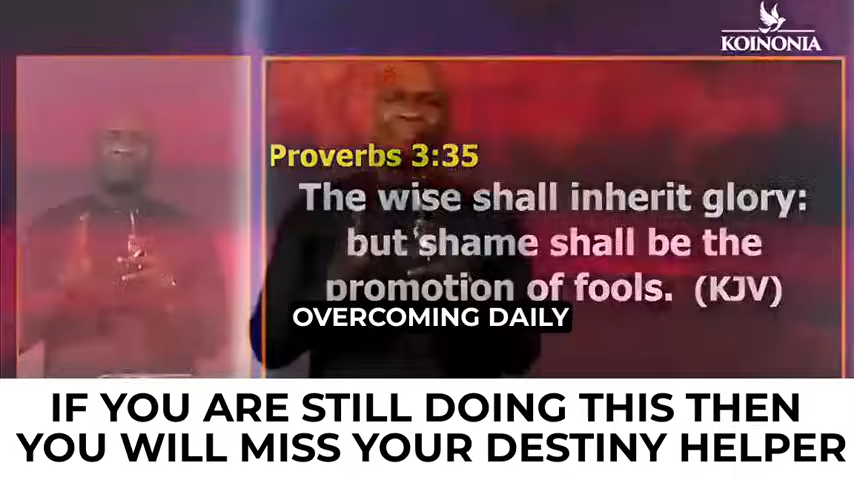 KOINONIA
Proverbs 3:35
The wise shall inherit glory:
but shame shall be the
promotion of fools. (KJV)
OVERCOMING DAILY
IF YOU ARE STILL DOING THIS THEN
YOU WILL MISS YOUR DESTINY HELPER